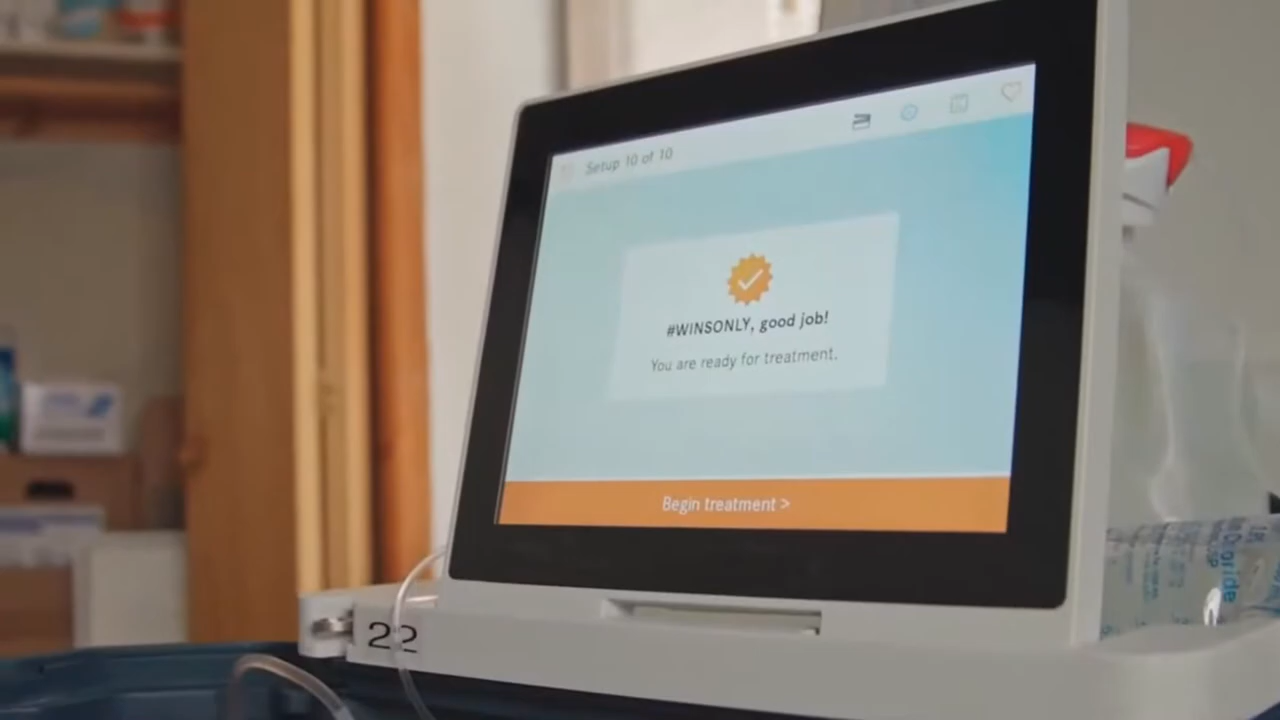 Setup 10 of 10
#WINSONLY, good job!
You are ready for treatment.
Begin treatment >
22